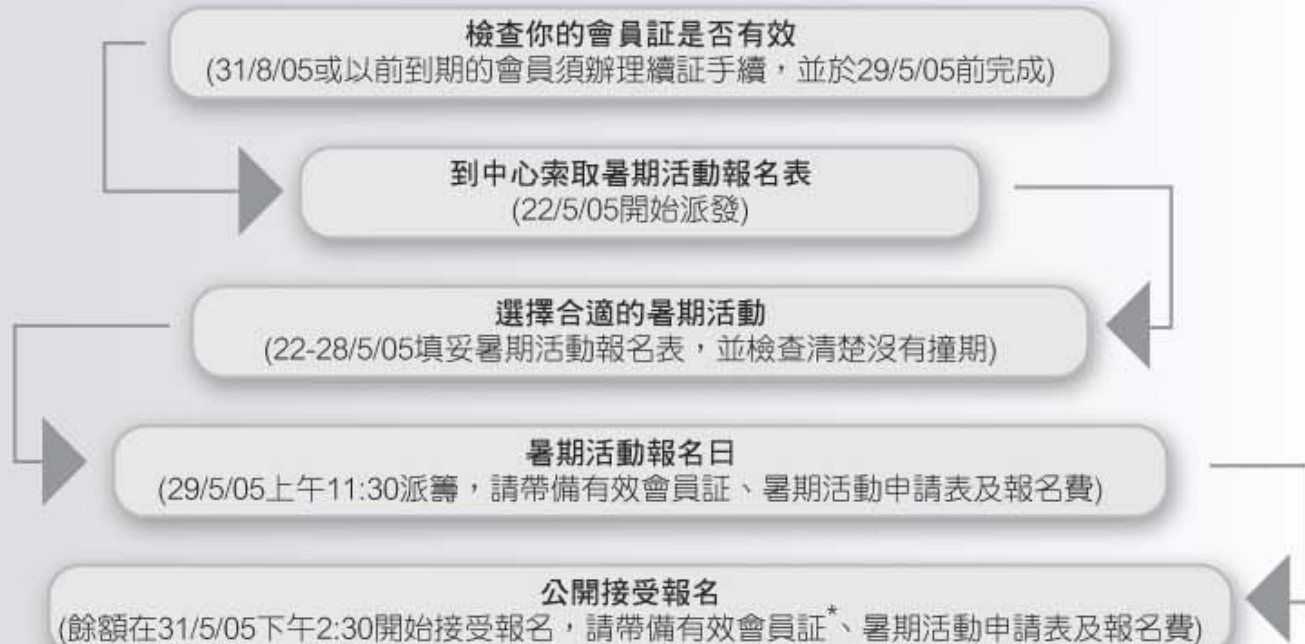 檢查你的會員証是否有效
(31/8/05或以前到期的會員須辦理續証手續，並於29/5/05前完成)
到中心索取暑期活動報名表
(22/5/05開始派發)
選擇合適的暑期活動
(22-28/5/05填妥暑期活動報名表，並檢查清楚沒有撞期)
暑期活動報名日
(29/5/05上午11:30派籌，請帶備有效會員証、暑期活動申請表及報名費)
公開接受報名
(餘額在31/5/05下午2:30開始接受報名，請帶備有效會員証*、暑期活動申請表及報名費)